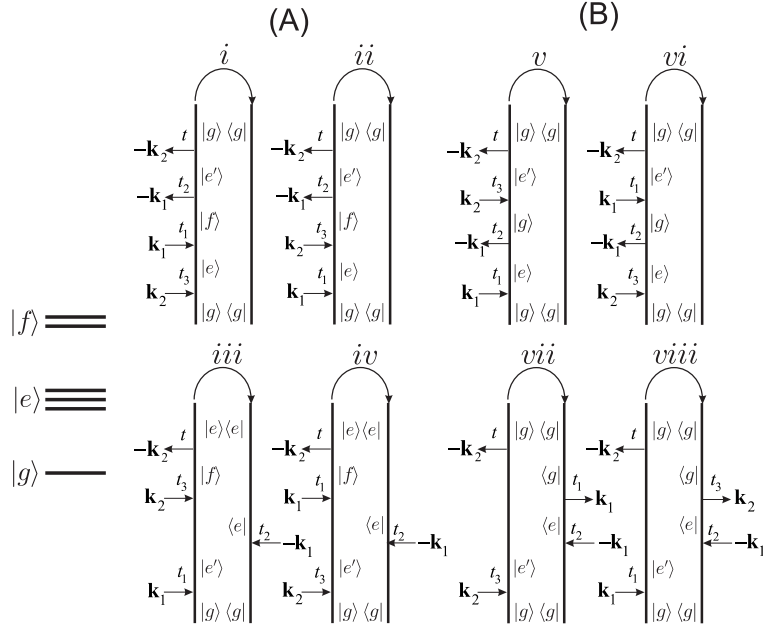 (A) (B)
i ii v vi
t |g⟩ ⟨g| t |g⟩ ⟨g| t |g⟩ ⟨g| t |g⟩ ⟨g|
−k₂ −k₂ −k₂ −k₂
t₂ |e′⟩ t₂ |e′⟩ t₃ |e′⟩ t₁ |e′⟩
−k₁ −k₁ k₂ k₁
t₁ |f⟩ t₃ |f⟩ t₂ |g⟩ t₂ |g⟩
k₁ k₂ −k₁ −k₁
t₃ |e⟩ t₁ |e⟩ t₁ |e⟩ t₃ |e⟩
k₂ k₁ k₁ k₂
|g⟩ ⟨g| |g⟩ ⟨g| |g⟩ ⟨g| |g⟩ ⟨g|
|f⟩
|e⟩
|g⟩
iii iv vii viii
t |e⟩⟨e| t |e⟩⟨e| t |g⟩ ⟨g| t |g⟩ ⟨g|
−k₂ −k₂ −k₂ −k₂
t₃ |f⟩ t₁ |f⟩ ⟨g| t₁ ⟨g| t₃
k₂ k₁ k₁ k₂
⟨e| t₂ ⟨e| t₂ ⟨e| t₂ ⟨e| t₂
−k₁ −k₁ −k₁ −k₁
t₁ |e′⟩ t₃ |e′⟩ t₃ t₁ |e′⟩
k₁ k₂ k₂ k₁
|g⟩ ⟨g| |g⟩ ⟨g| |g⟩ ⟨g| |g⟩ ⟨g|